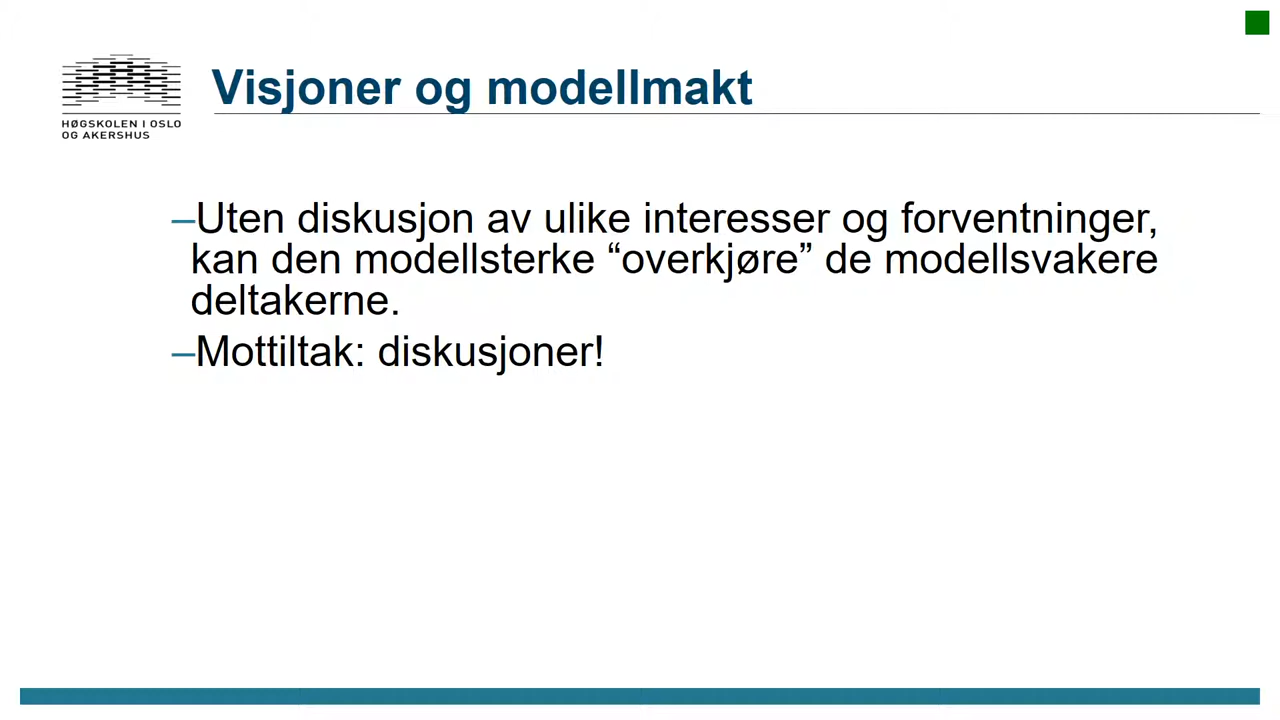 Visjoner og modellmakt
HØGSKOLEN I OSLO
OG AKERSHUS
–Uten diskusjon av ulike interesser og forventninger,
kan den modellsterke “overkjøre” de modellsvakere
deltakerne.
–Mottiltak: diskusjoner!